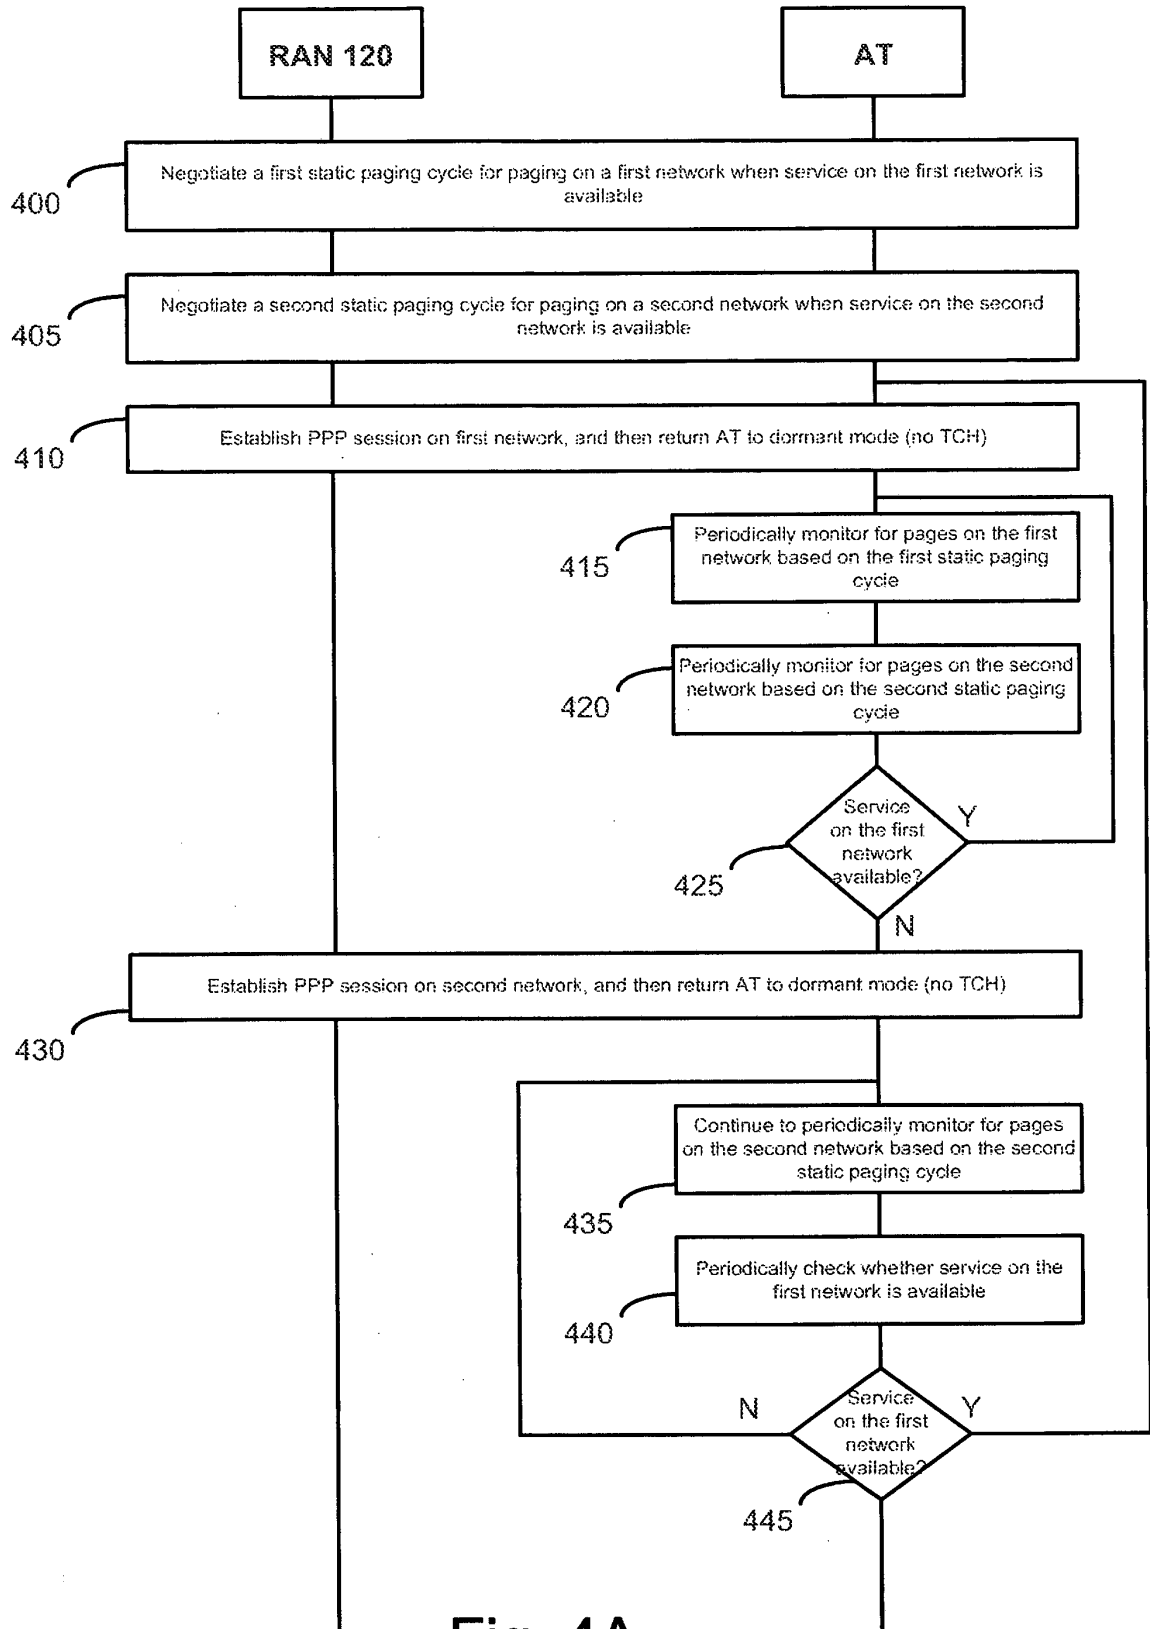 RAN 120
AT
Negotiate a first static paging cycle for paging on a first network when service on the first network is
available
400
Negotiate a second static paging cycle for paging on a second network when service on the second
network is available
405
Establish PPP session on first network, and then return AT to dormant mode (no TCH)
410
Periodically monitor for pages on the first
network based on the first static paging
cycle
415
Periodically monitor for pages on the second
network based on the second static paging
cycle
420
Service
on the first
network
available?
Y
425
N
Establish PPP session on second network, and then return AT to dormant mode (no TCH)
430
Continue to periodically monitor for pages
on the second network based on the second
static paging cycle
435
Periodically check whether service on the
first network is available
440
N
Service
on the first
network
available?
Y
445
Fig. 4A